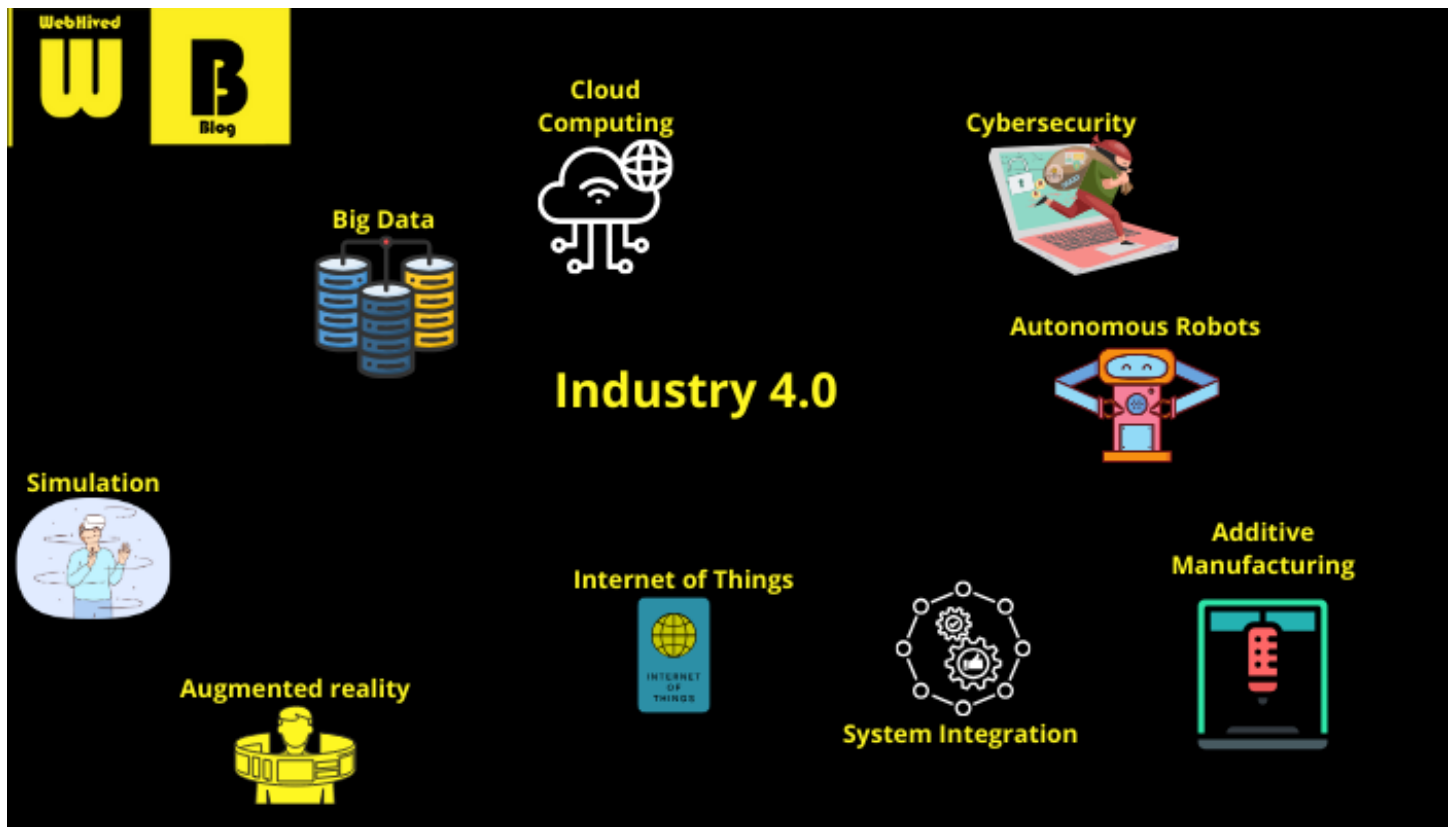 WebHived
W
B
Blog
Cloud
Computing
Cybersecurity
Big Data
Autonomous Robots
Industry 4.0
Simulation
Additive
Manufacturing
Internet of Things
INTERNET
OF
THINGS
Augmented reality
System Integration